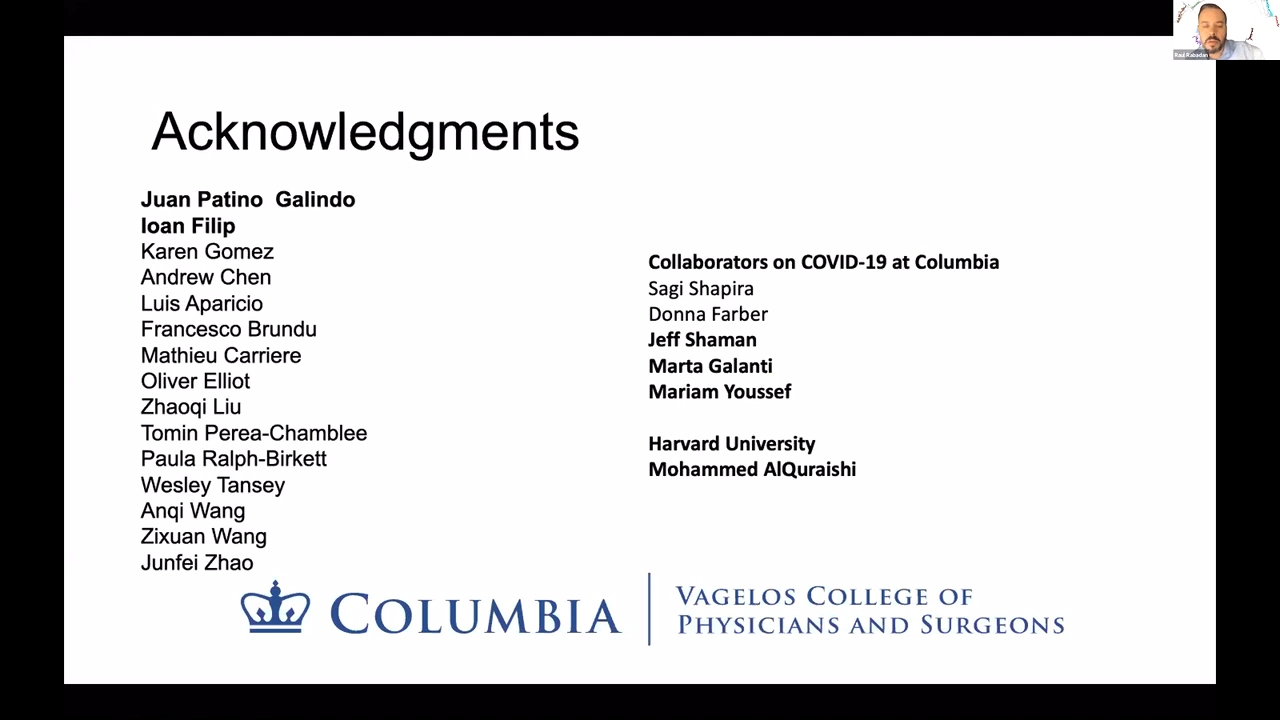 Raul Rabadan
Acknowledgments
Juan Patino  Galindo
Ioan Filip
Karen Gomez
Andrew Chen
Luis Aparicio
Francesco Brundu
Mathieu Carriere
Oliver Elliot
Zhaoqi Liu
Tomin Perea-Chamblee
Paula Ralph-Birkett
Wesley Tansey
Anqi Wang
Zixuan Wang
Junfei Zhao
Collaborators on COVID-19 at Columbia
Sagi Shapira
Donna Farber
Jeff Shaman
Marta Galanti
Mariam Youssef
Harvard University
Mohammed AlQuraishi
COLUMBIA
VAGELOS COLLEGE OF
PHYSICIANS AND SURGEONS